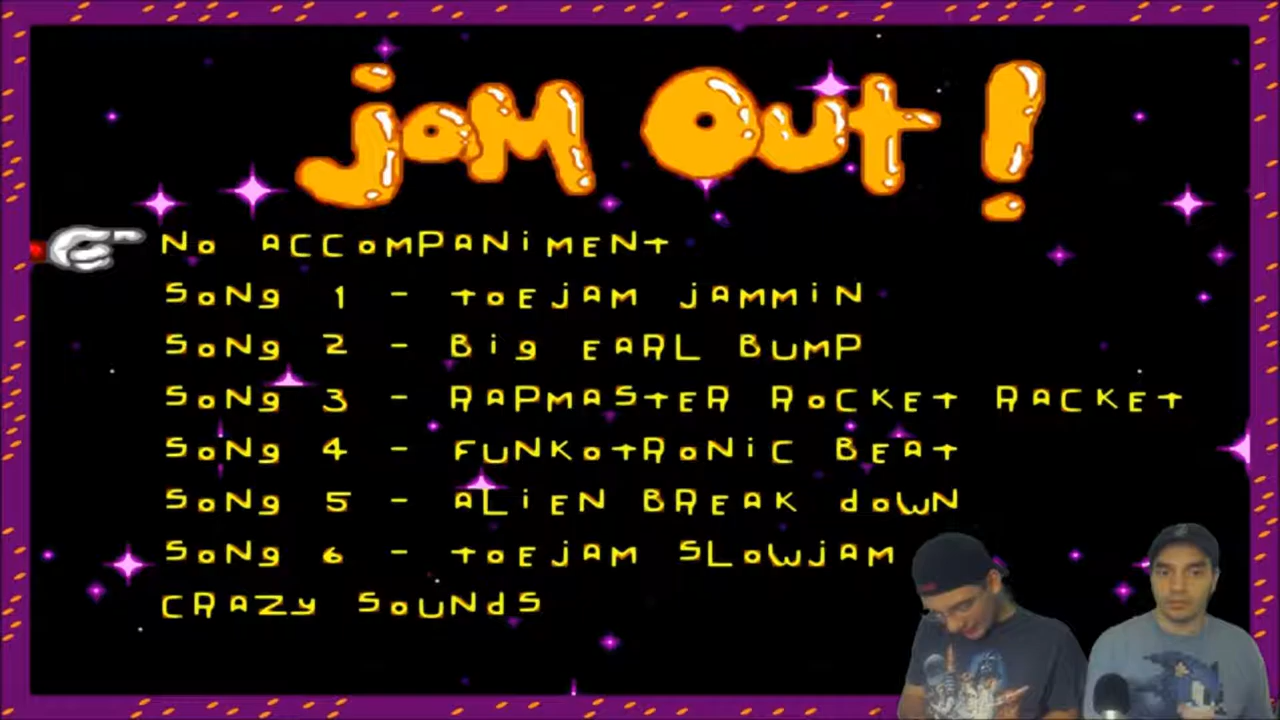 jam Out!
No ACCOMPANiMENT
SoNg 1 - TOEjAM jAMMiN
SoNg 2 - Big EARL BUMP
SoNg 3 - RAPMASTER RoCKET RACKET
SoNg 4 - FUNKoTRoNiC BEAT
SoNg 5 - ALiEN BREAK doWN
SoNg 6 - ToEjAM SLoWjAM
CRAZy SoUNdS